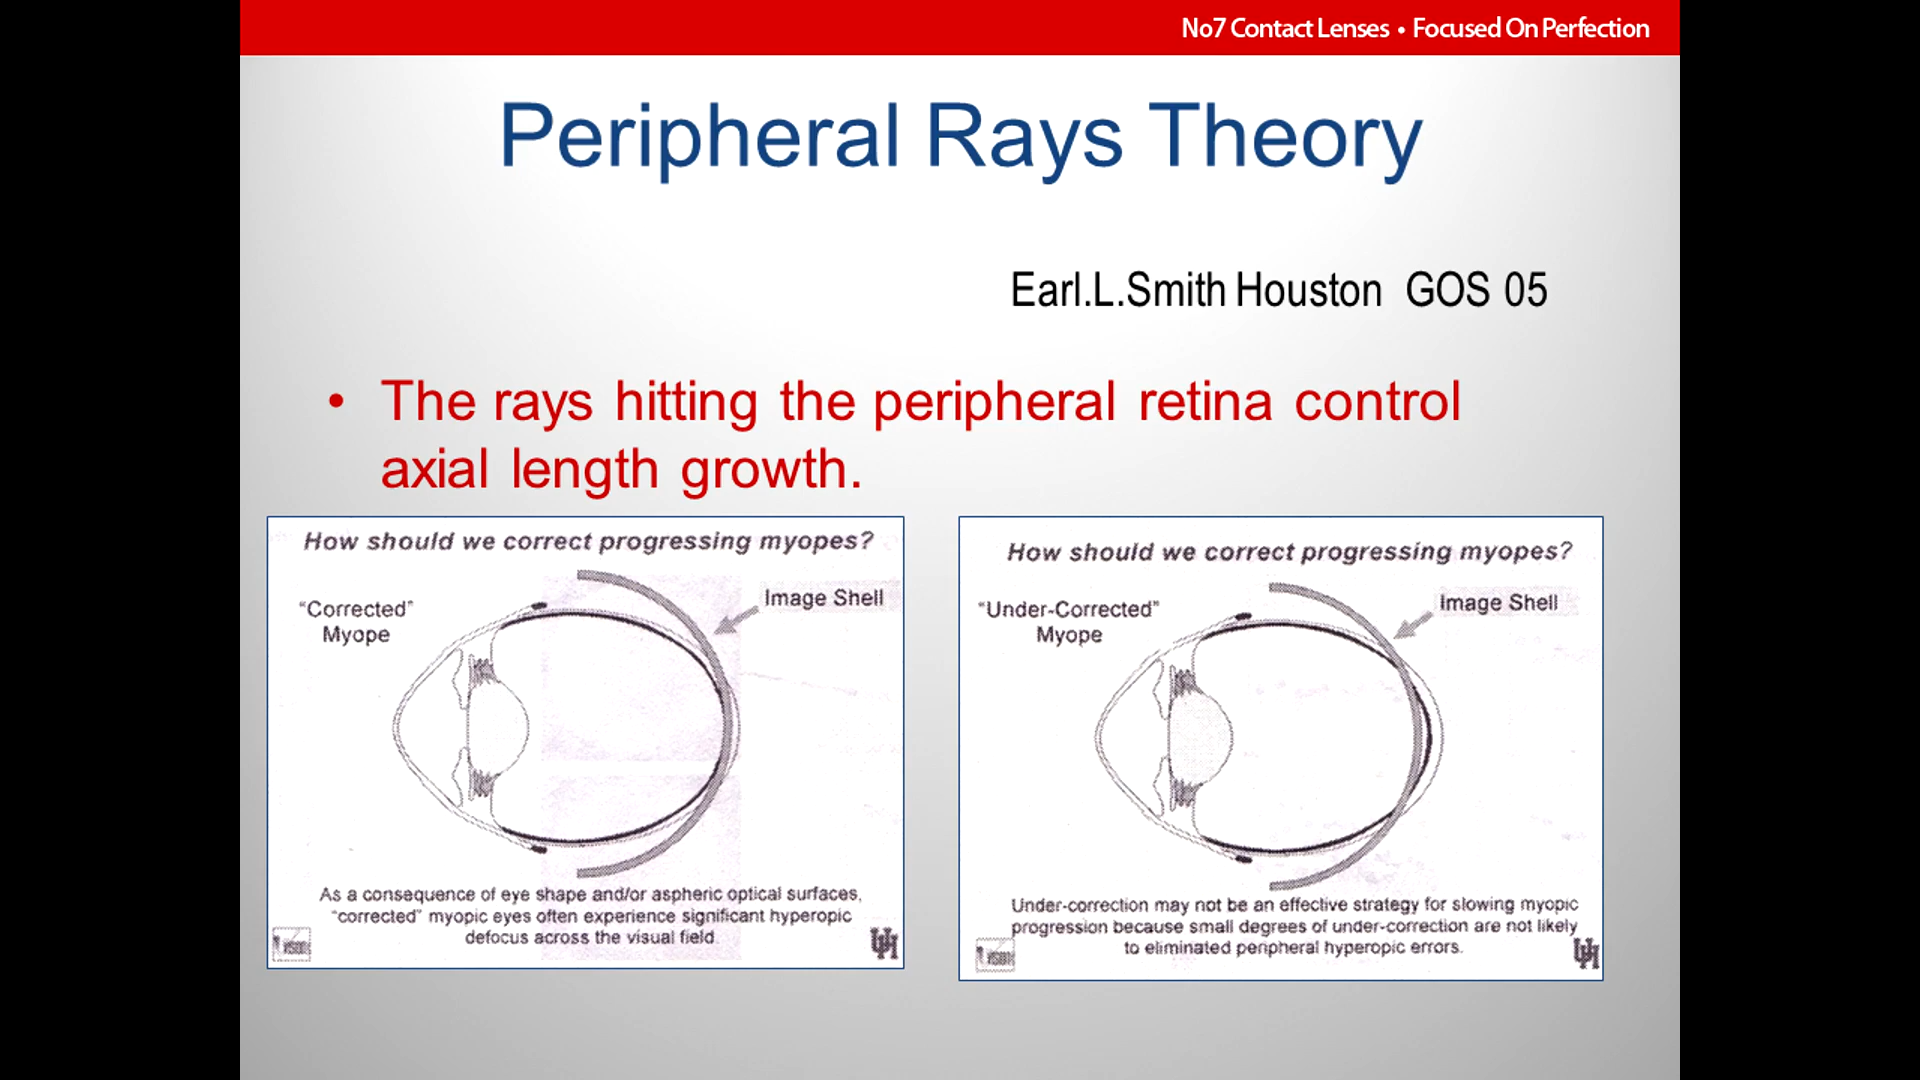 No7 Contact Lenses • Focused On Perfection
Peripheral Rays Theory
Earl.L.Smith Houston GOS 05
• The rays hitting the peripheral retina control
axial length growth.
How should we correct progressing myopes?
"Corrected"
Myope
Image Shell
As a consequence of eye shape and/or aspheric optical surfaces,
"corrected" myopic eyes often experience significant hyperopic
defocus across the visual field.
UH
How should we correct progressing myopes?
"Under-Corrected"
Myope
Image Shell
Under-correction may not be an effective strategy for slowing myopic
progression because small degrees of under-correction are not likely
to eliminated peripheral hyperopic errors.
UH